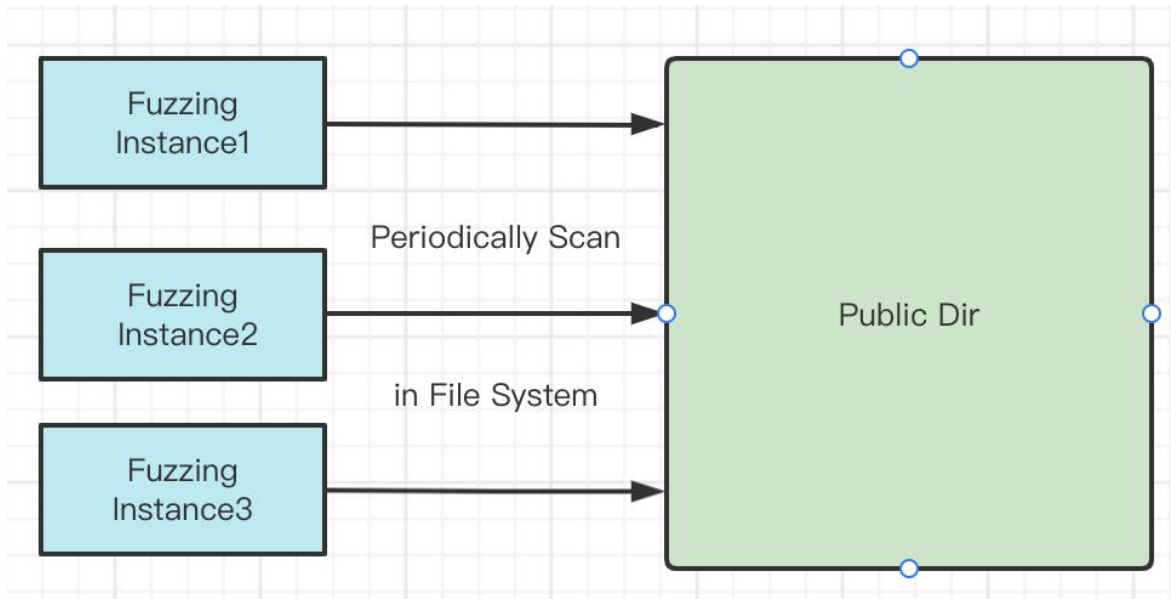 Fuzzing
Instance1
Periodically Scan
Fuzzing
Instance2
Public Dir
in File System
Fuzzing
Instance3